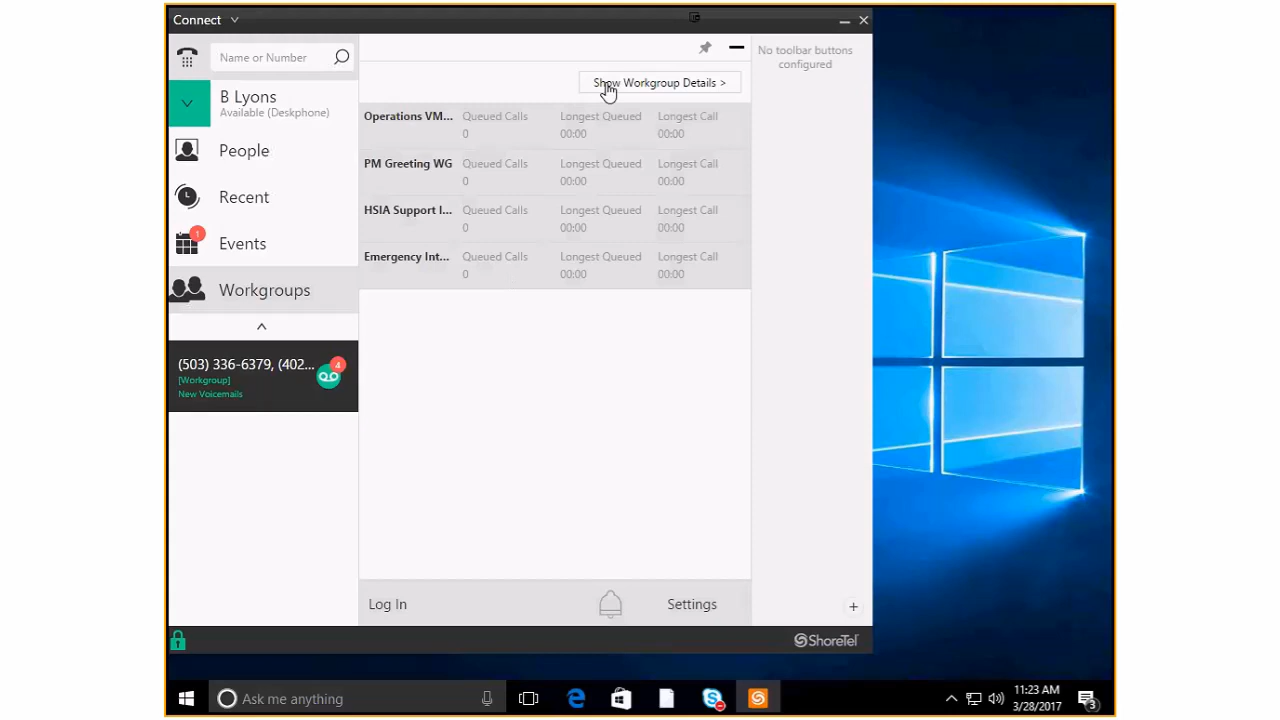 Connect
Name or Number
B Lyons
Available (Deskphone)
People
Recent
1
Events
Workgroups
(503) 336-6379, (402...
4
[Workgroup]
New Voicemails
Show Workgroup Details >
Operations VM... Queued Calls Longest Queued Longest Call
0 00:00 00:00
PM Greeting WG Queued Calls Longest Queued Longest Call
0 00:00 00:00
HSIA Support I... Queued Calls Longest Queued Longest Call
0 00:00 00:00
Emergency Int... Queued Calls Longest Queued Longest Call
0 00:00 00:00
Log In
Settings
No toolbar buttons
configured
+
ShoreTel
Ask me anything
11:23 AM
3/28/2017
3